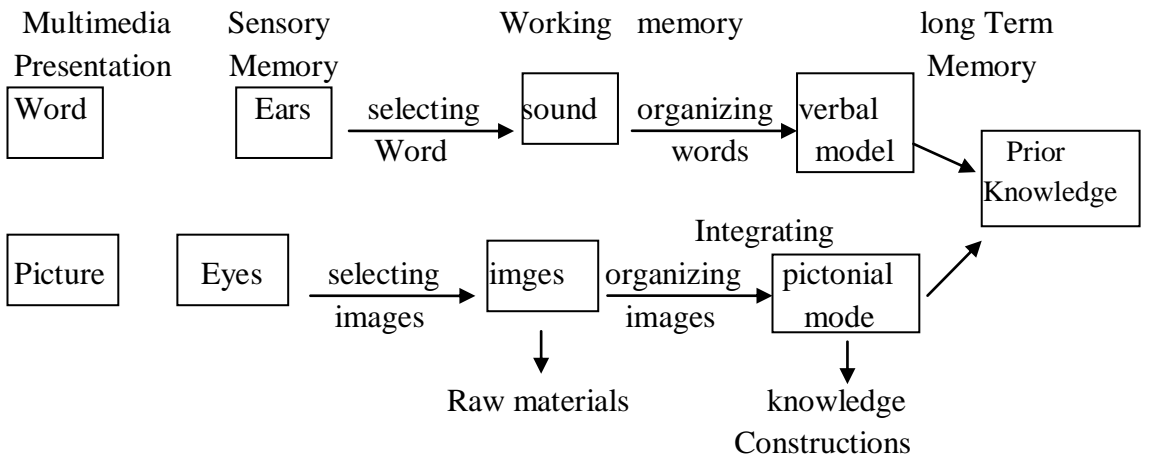 Multimedia Sensory Working memory long Term
Presentation Memory Memory
Word Ears selecting sound organizing verbal
Word words model Prior
Knowledge
Integrating
Picture Eyes selecting imges organizing pictonial
images images mode
Raw materials knowledge
Constructions